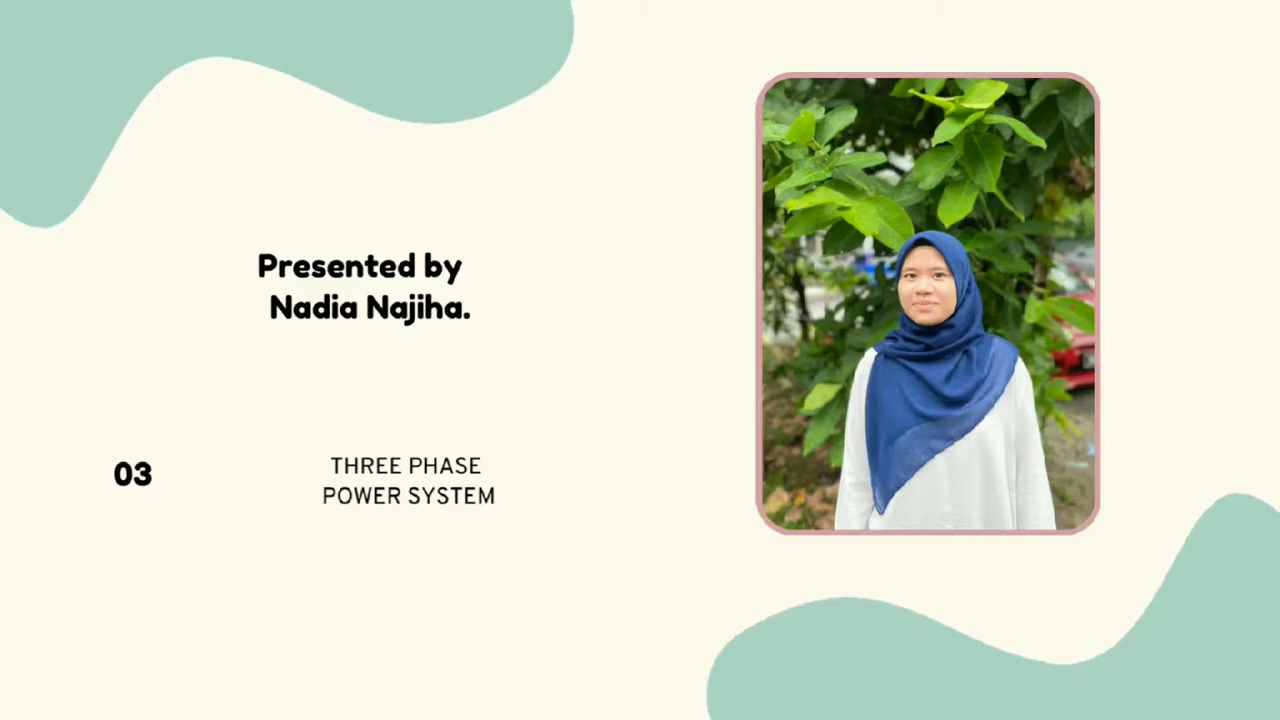 Presented by
Nadia Najiha.
03
THREE PHASE
POWER SYSTEM